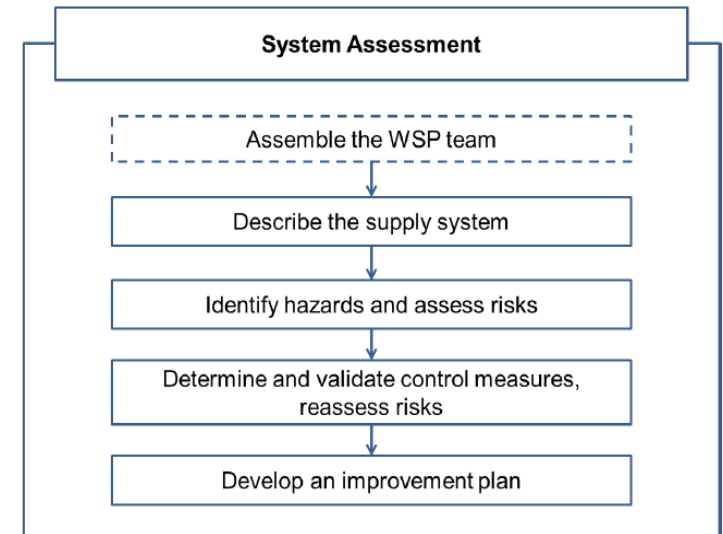 System Assessment
Assemble the WSP team
Describe the supply system
Identify hazards and assess risks
Determine and validate control measures,
reassess risks
Develop an improvement plan